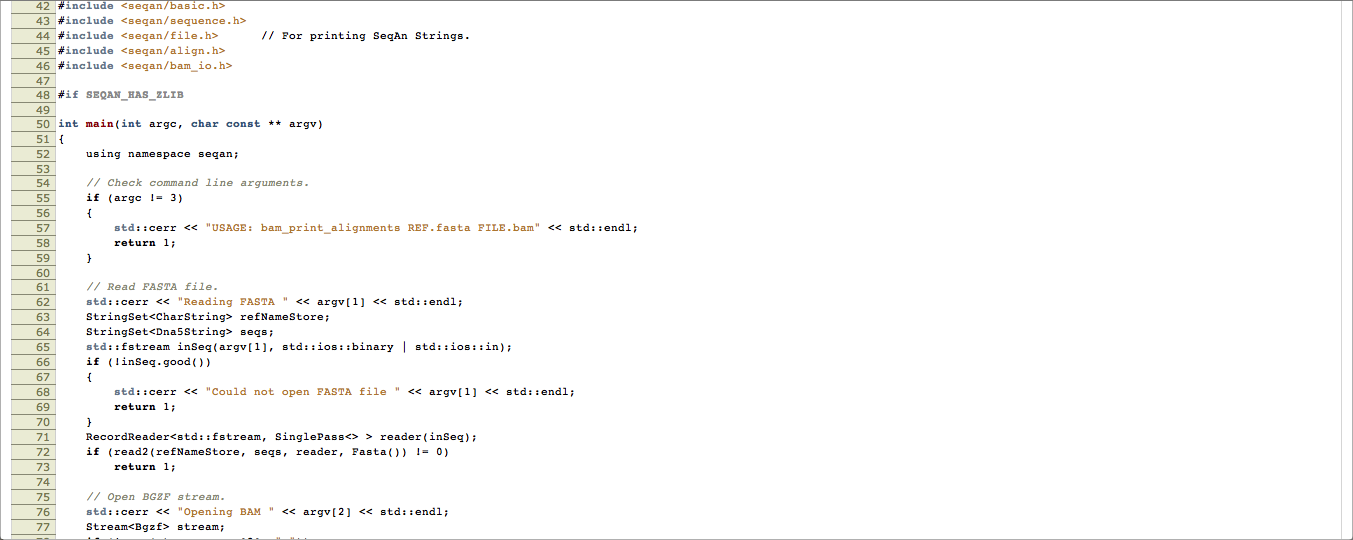 42 #include <seqan/basic.h>
43 #include <seqan/sequence.h>
44 #include <seqan/file.h>      // For printing SeqAn Strings.
45 #include <seqan/align.h>
46 #include <seqan/bam_io.h>
47
48 #if SEQAN_HAS_ZLIB
49
50 int main(int argc, char const ** argv)
51 {
52     using namespace seqan;
53
54     // Check command line arguments.
55     if (argc != 3)
56     {
57         std::cerr << "USAGE: bam_print_alignments REF.fasta FILE.bam" << std::endl;
58         return 1;
59     }
60
61     // Read FASTA file.
62     std::cerr << "Reading FASTA " << argv[1] << std::endl;
63     StringSet<CharString> refNameStore;
64     StringSet<Dna5String> seqs;
65     std::fstream inSeq(argv[1], std::ios::binary | std::ios::in);
66     if (!inSeq.good())
67     {
68         std::cerr << "Could not open FASTA file " << argv[1] << std::endl;
69         return 1;
70     }
71     RecordReader<std::fstream, SinglePass<> > reader(inSeq);
72     if (read2(refNameStore, seqs, reader, Fasta()) != 0)
73         return 1;
74
75     // Open BGZF stream.
76     std::cerr << "Opening BAM " << argv[2] << std::endl;
77     Stream<Bgzf> stream;